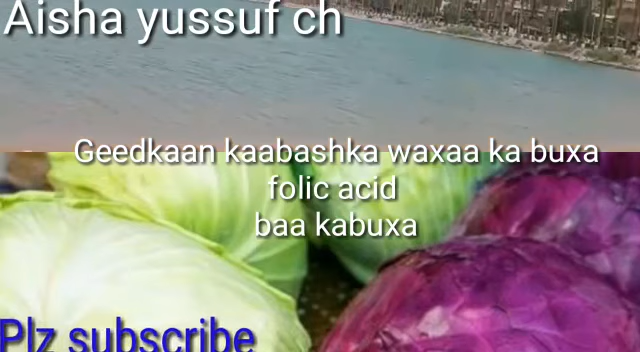 Aisha yussuf ch
Geedkaan kaabashka waxaa ka buxa
folic acid
baa kabuxa
Plz subscribe